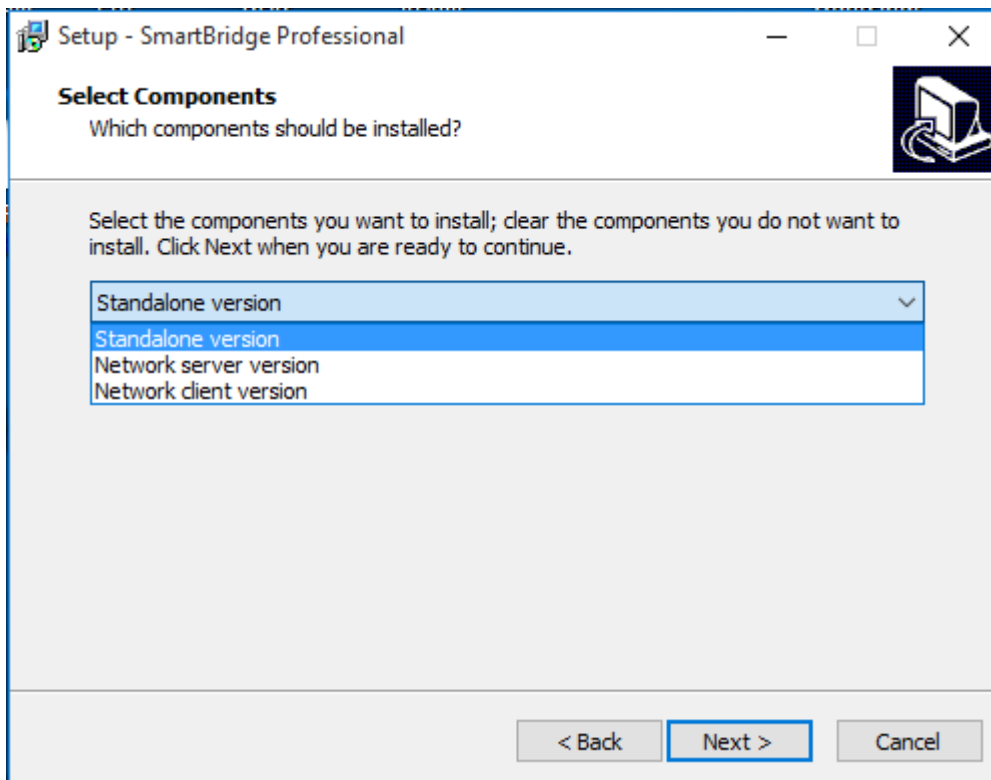 Setup - SmartBridge Professional
Select Components
Which components should be installed?
Select the components you want to install; clear the components you do not want to
install. Click Next when you are ready to continue.
Standalone version
Standalone version
Network server version
Network client version
< Back
Next >
Cancel